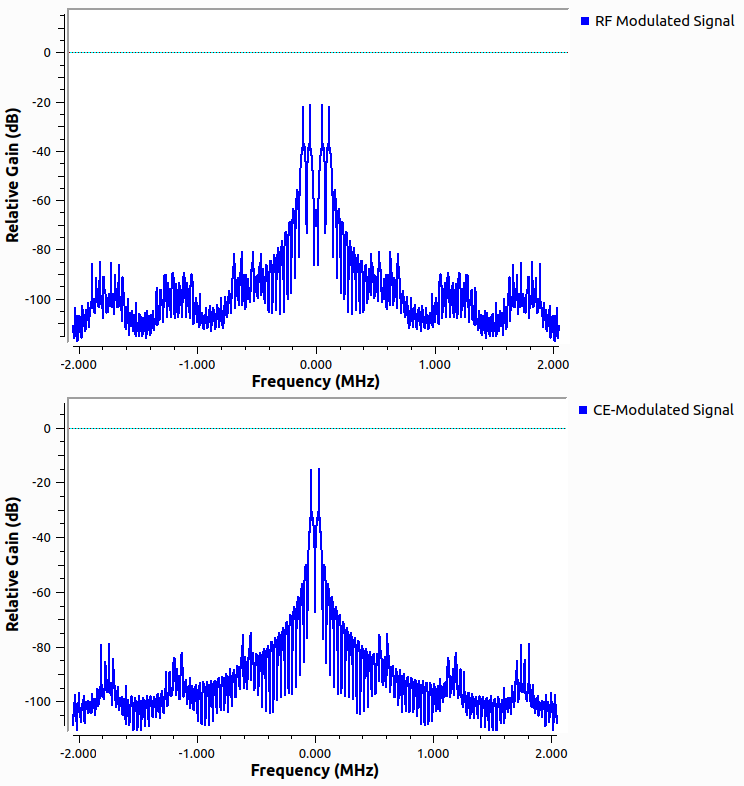 RF Modulated Signal
0
-20
-40
-60
-80
-100
Relative Gain (dB)
-2.000 -1.000 0.000 1.000 2.000
Frequency (MHz)
CE-Modulated Signal
0
-20
-40
-60
-80
-100
Relative Gain (dB)
-2.000 -1.000 0.000 1.000 2.000
Frequency (MHz)